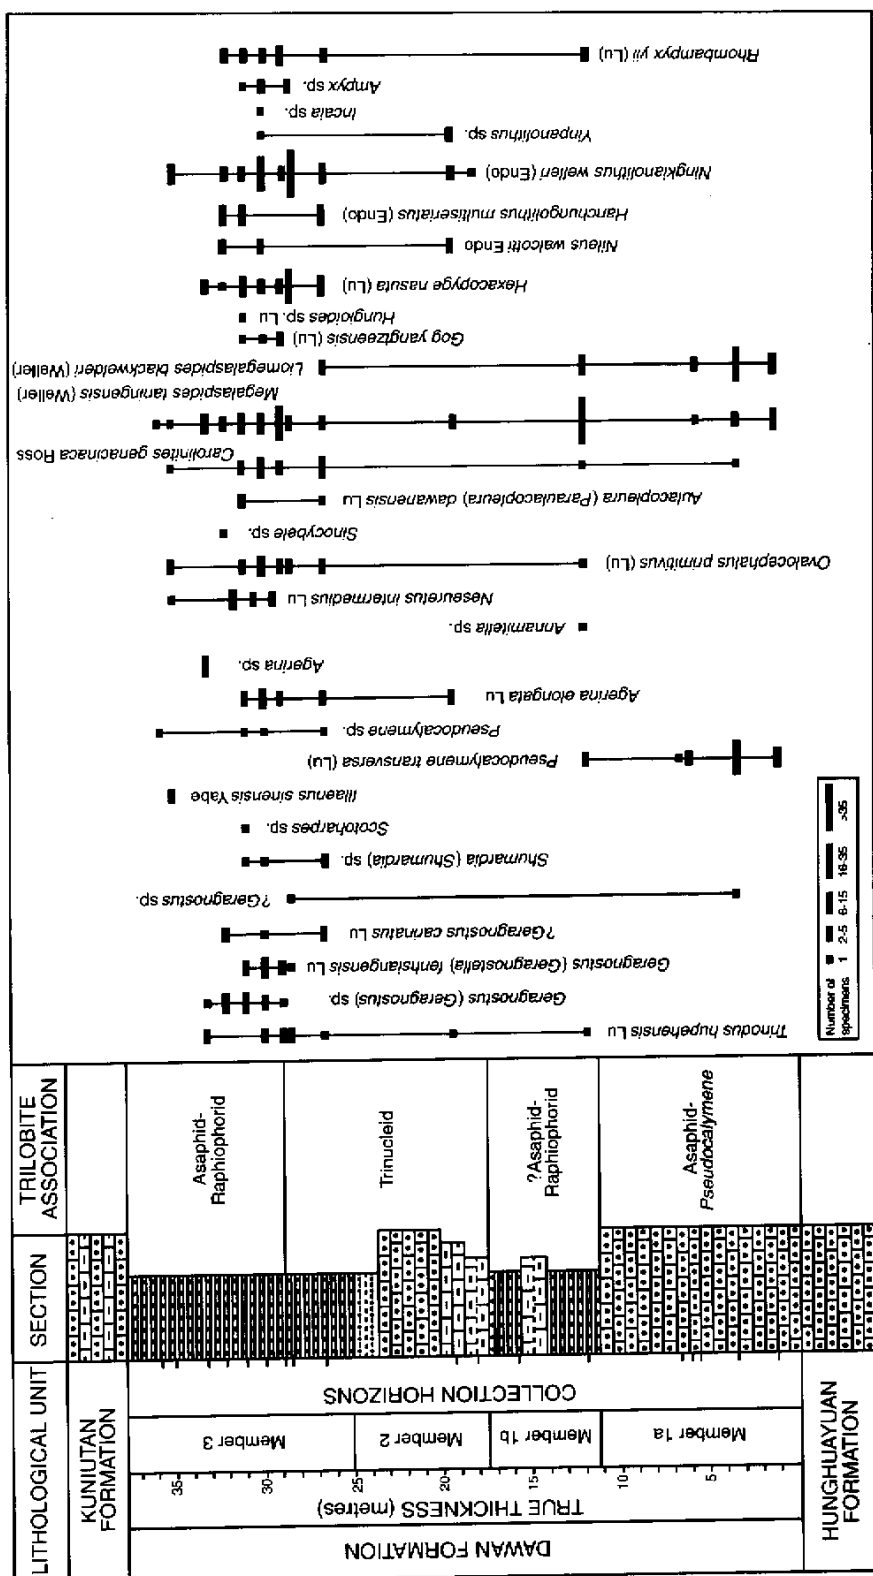 Rhombampyx yii (Lu)
Ampyx sp.
Incaia sp.
Yinpanolithus sp.
Ningkianolithus welleri (Endo)
Hanchungolithus multiseriatus (Endo)
Nileus walcotti Endo
Hexacopyge nasuta (Lu)
Hungioides sp. Lu
Gog yangtzeensis (Lu)
Liomegalaspides blackwelderi (Weller)
Megalaspides taningensis (Weller)
Carolinites genacinaca Ross
Aulacopleura (Paraulacopleura) dawanensis Lu
Sinocybele sp.
Ovalocephalus primitivus (Lu)
Neseuretus intermedius Lu
Annamitella sp.
Agerina sp.
Agerina elongata Lu
Pseudocalymene sp.
Pseudocalymene transversa (Lu)
Illaenus sinensis Yabe
Scotoharpes sp.
Shumardia (Shumardia) sp.
?Geragnostus sp.
?Geragnostus carinatus Lu
Geragnostus (Geragnostella) fenhsiangensis Lu
Geragnostus (Geragnostus) sp.
Trinodus hupehensis Lu
Number of
specimens
1 2-5 6-15 16-35 >35
TRILOBITE
ASSOCIATION
Asaphid-
Raphiophorid
Trinucleid
?Asaphid-
Raphiophorid
Asaphid-
Pseudocalymene
SECTION
COLLECTION HORIZONS
LITHOLOGICAL UNIT
KUNIUTAN
FORMATION
Member 3
Member 2
Member 1b
Member 1a
35 30 25 20 15 10 5
TRUE THICKNESS (metres)
DAWAN FORMATION
HUNGHUAYUAN
FORMATION